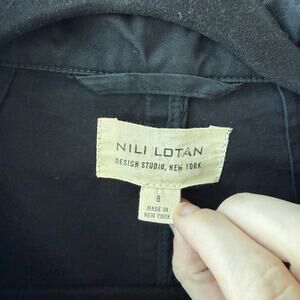 NILI LOTAN
DESIGN STUDIO, NEW YORK
8
MADE IN
NEW YORK